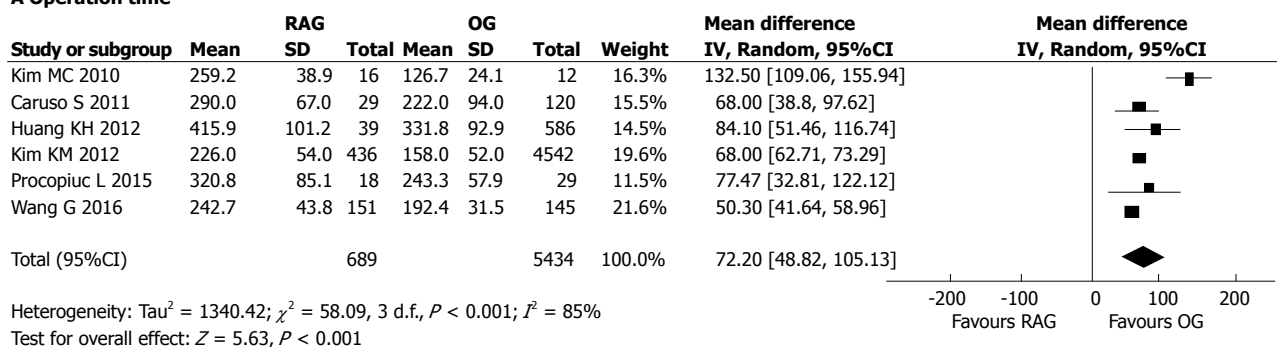 A Operation time
RAG OG Mean difference Mean difference
Study or subgroup Mean SD Total Mean SD Total Weight IV, Random, 95%CI IV, Random, 95%CI
Kim MC 2010 259.2 38.9 16 126.7 24.1 12 16.3% 132.50 [109.06, 155.94]
Caruso S 2011 290.0 67.0 29 222.0 94.0 120 15.5% 68.00 [38.8, 97.62]
Huang KH 2012 415.9 101.2 39 331.8 92.9 586 14.5% 84.10 [51.46, 116.74]
Kim KM 2012 226.0 54.0 436 158.0 52.0 4542 19.6% 68.00 [62.71, 73.29]
Procopiuc L 2015 320.8 85.1 18 243.3 57.9 29 11.5% 77.47 [32.81, 122.12]
Wang G 2016 242.7 43.8 151 192.4 31.5 145 21.6% 50.30 [41.64, 58.96]
Total (95%CI) 689 5434 100.0% 72.20 [48.82, 105.13]
-200 -100 0 100 200
Favours RAG Favours OG
Heterogeneity: Tau² = 1340.42; χ² = 58.09, 3 d.f., P < 0.001; I² = 85%
Test for overall effect: Z = 5.63, P < 0.001